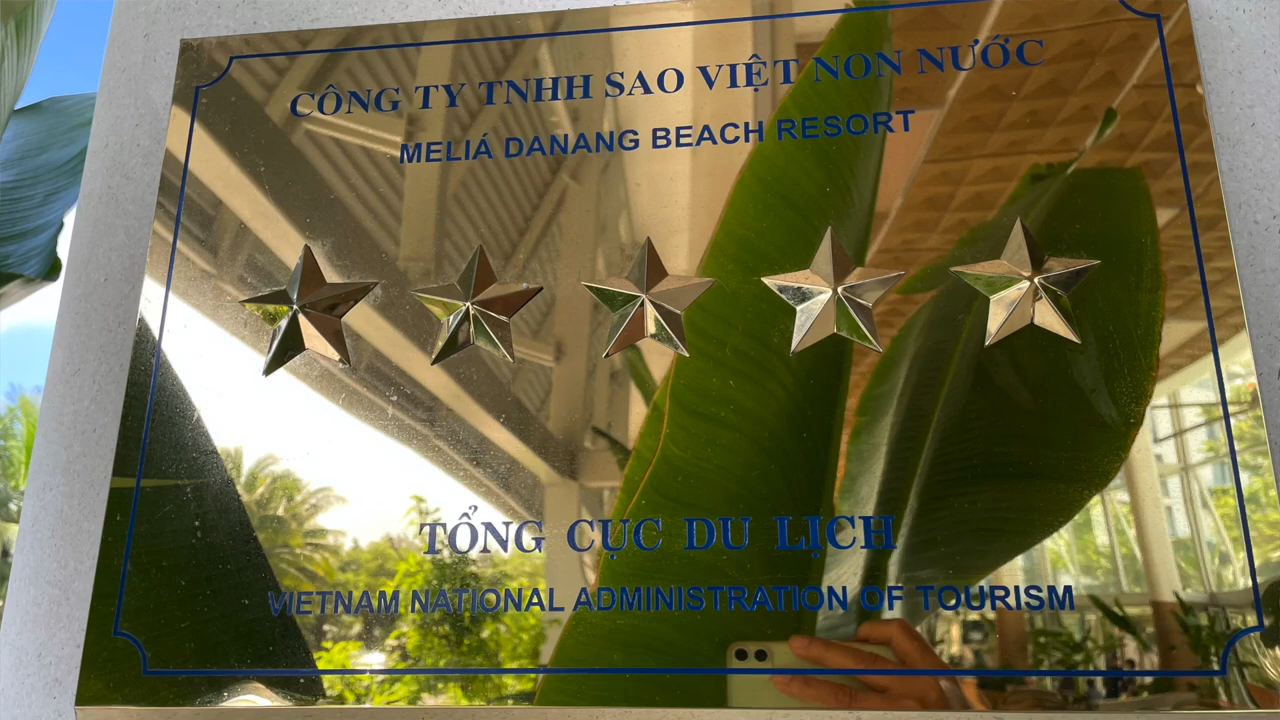 CÔNG TY TNHH SAO VIỆT NON NƯỚC
MELIÁ DANANG BEACH RESORT
TỔNG CỤC DU LỊCH
VIETNAM NATIONAL ADMINISTRATION OF TOURISM